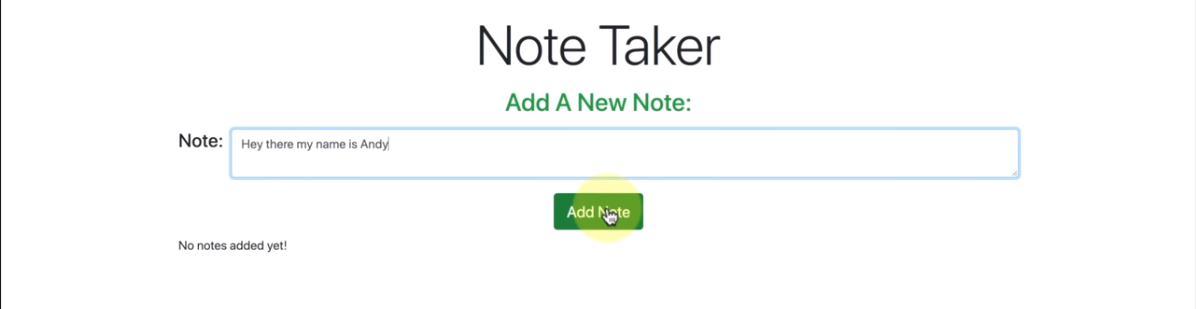 Note Taker
Add A New Note:
Note: Hey there my name is Andy
Add Note
No notes added yet!